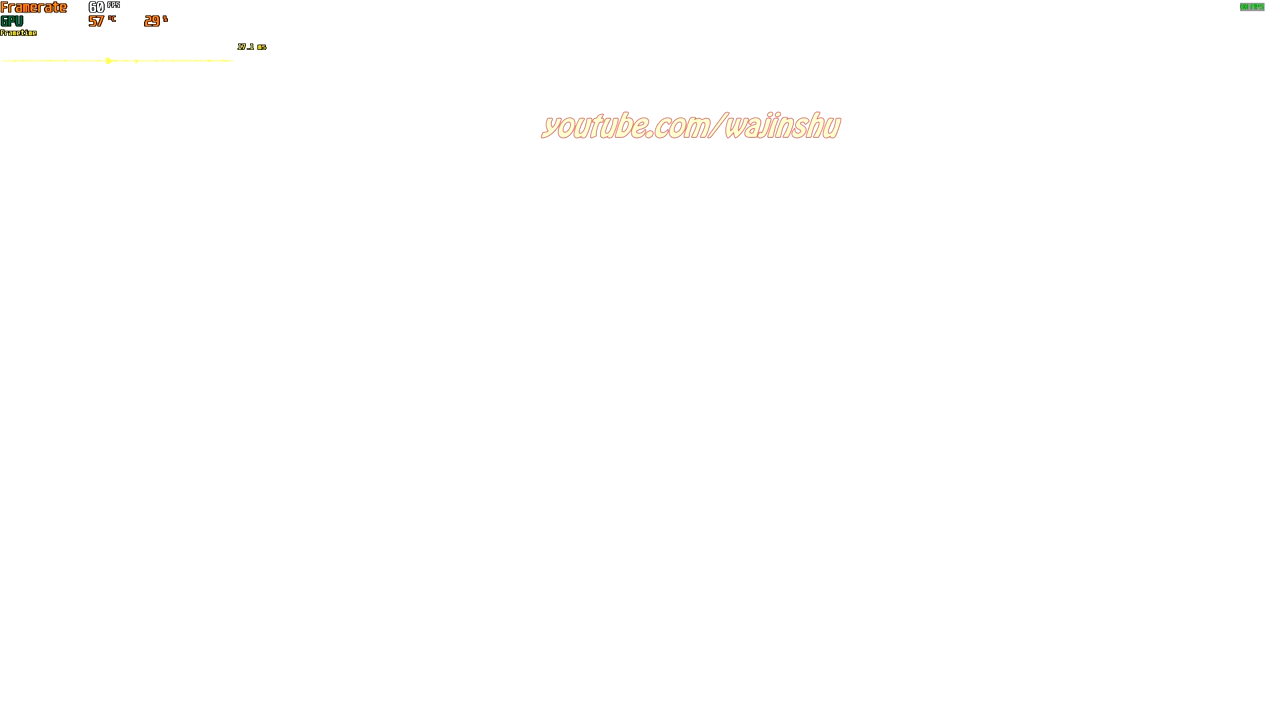 Framerate 60 FPS
GPU 57 °C 29 %
Frametime
17.1 ms
youtube.com/wajinshu